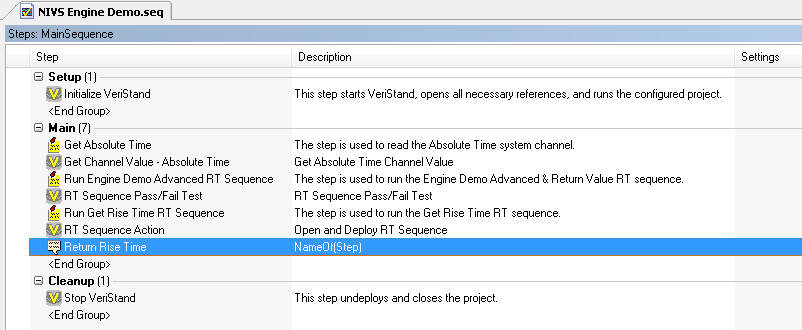 NIVS Engine Demo.seq
Steps: MainSequence
Step Description Settings
Setup (1)
Initialize VeriStand This step starts VeriStand, opens all necessary references, and runs the configured project.
<End Group>
Main (7)
Get Absolute Time The step is used to read the Absolute Time system channel.
Get Channel Value - Absolute Time Get Absolute Time Channel Value
Run Engine Demo Advanced RT Sequence The step is used to run the Engine Demo Advanced & Return Value RT sequence.
RT Sequence Pass/Fail Test RT Sequence Pass/Fail Test
Run Get Rise Time RT Sequence The step is used to run the Get Rise Time RT sequence.
RT Sequence Action Open and Deploy RT Sequence
Return Rise Time NameOf(Step)
<End Group>
Cleanup (1)
Stop VeriStand This step undeploys and closes the project.
<End Group>